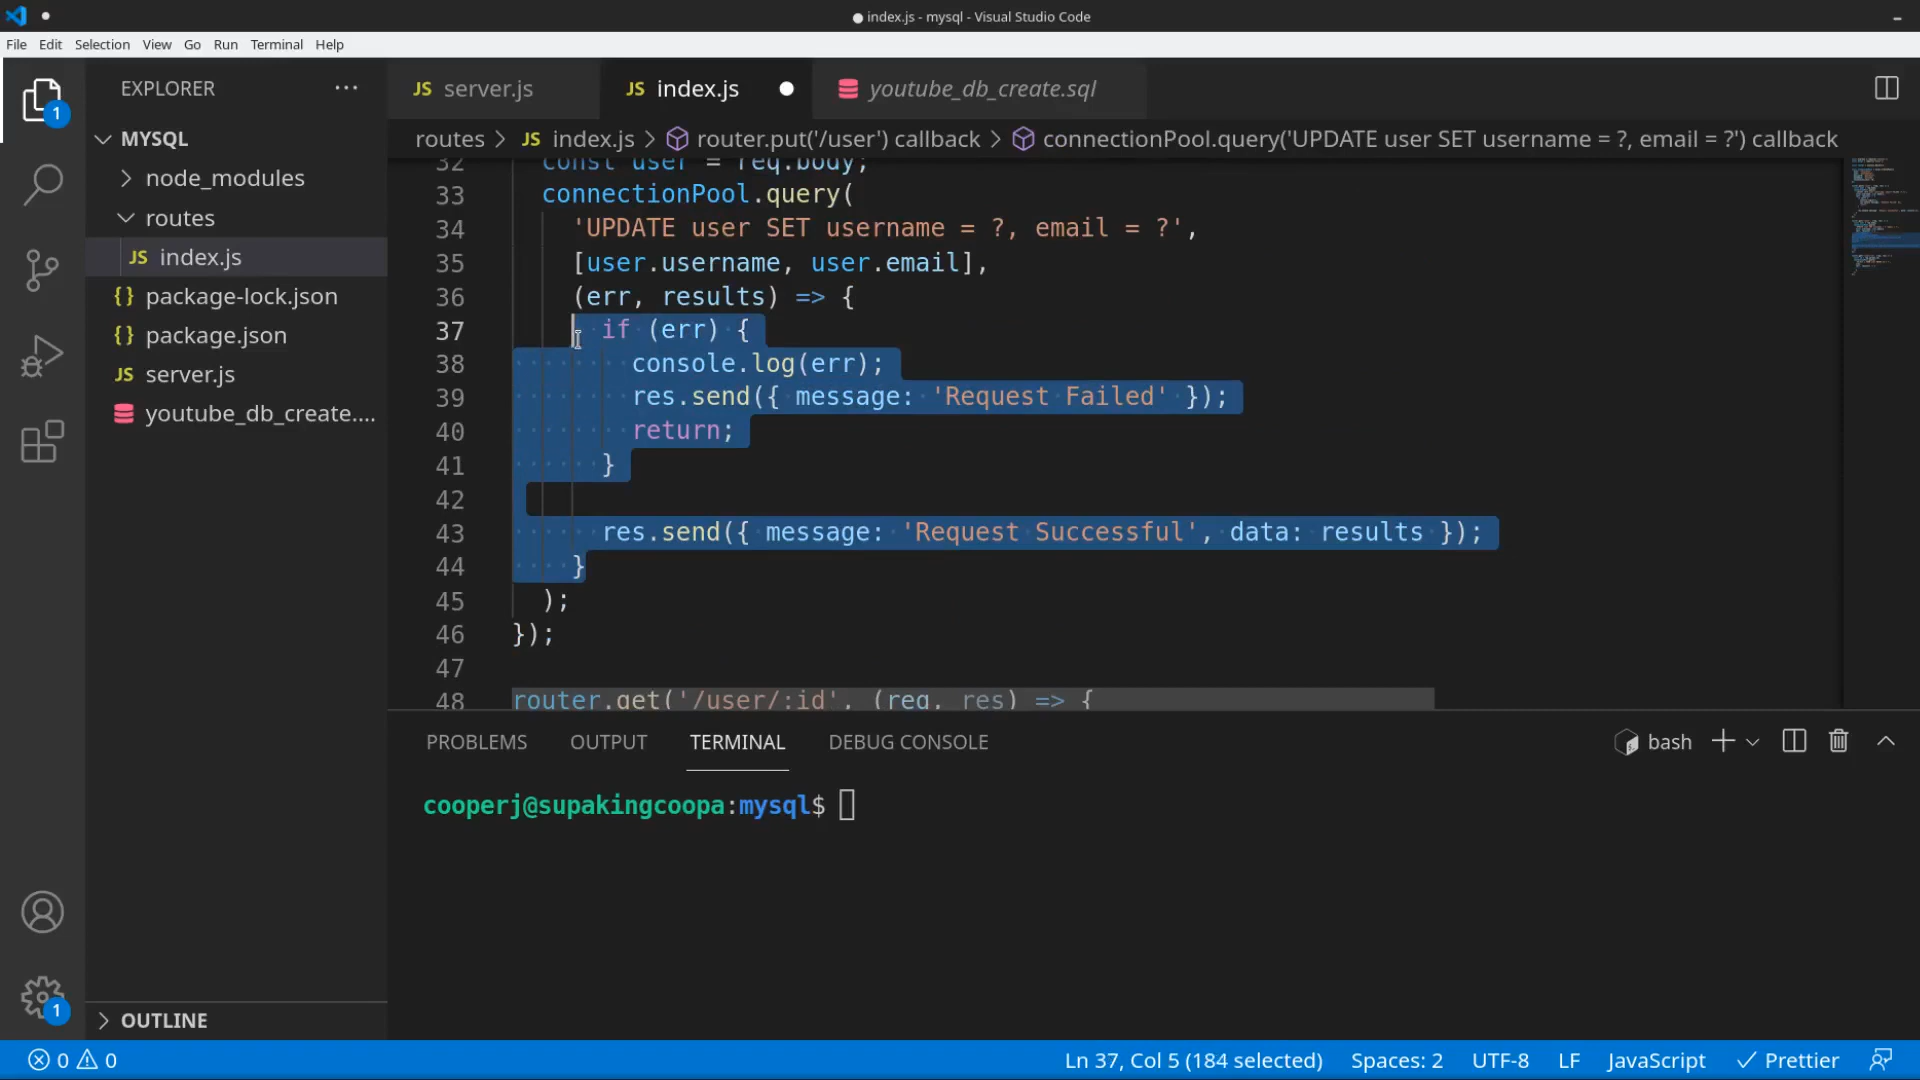 index.js - mysql - Visual Studio Code
File Edit Selection View Go Run Terminal Help
EXPLORER ...
MYSQL
node_modules
routes
JS index.js
{} package-lock.json
{} package.json
JS server.js
youtube_db_create....
OUTLINE
1
1
JS server.js
JS index.js
youtube_db_create.sql
routes > JS index.js > router.put('/user') callback > connectionPool.query('UPDATE user SET username = ?, email = ?') callback
32 const user = req.body;
33 connectionPool.query(
34 'UPDATE user SET username = ?, email = ?',
35 [user.username, user.email],
36 (err, results) => {
37 if (err) {
38 console.log(err);
39 res.send({ message: 'Request Failed' });
40 return;
41 }
42
43 res.send({ message: 'Request Successful', data: results });
44 }
45 );
46 });
47
48 router.get('/user/:id', (req, res) => {
PROBLEMS OUTPUT TERMINAL DEBUG CONSOLE
bash
cooperj@supakingcoopa:mysql$
0 0
Ln 37, Col 5 (184 selected) Spaces: 2 UTF-8 LF JavaScript Prettier